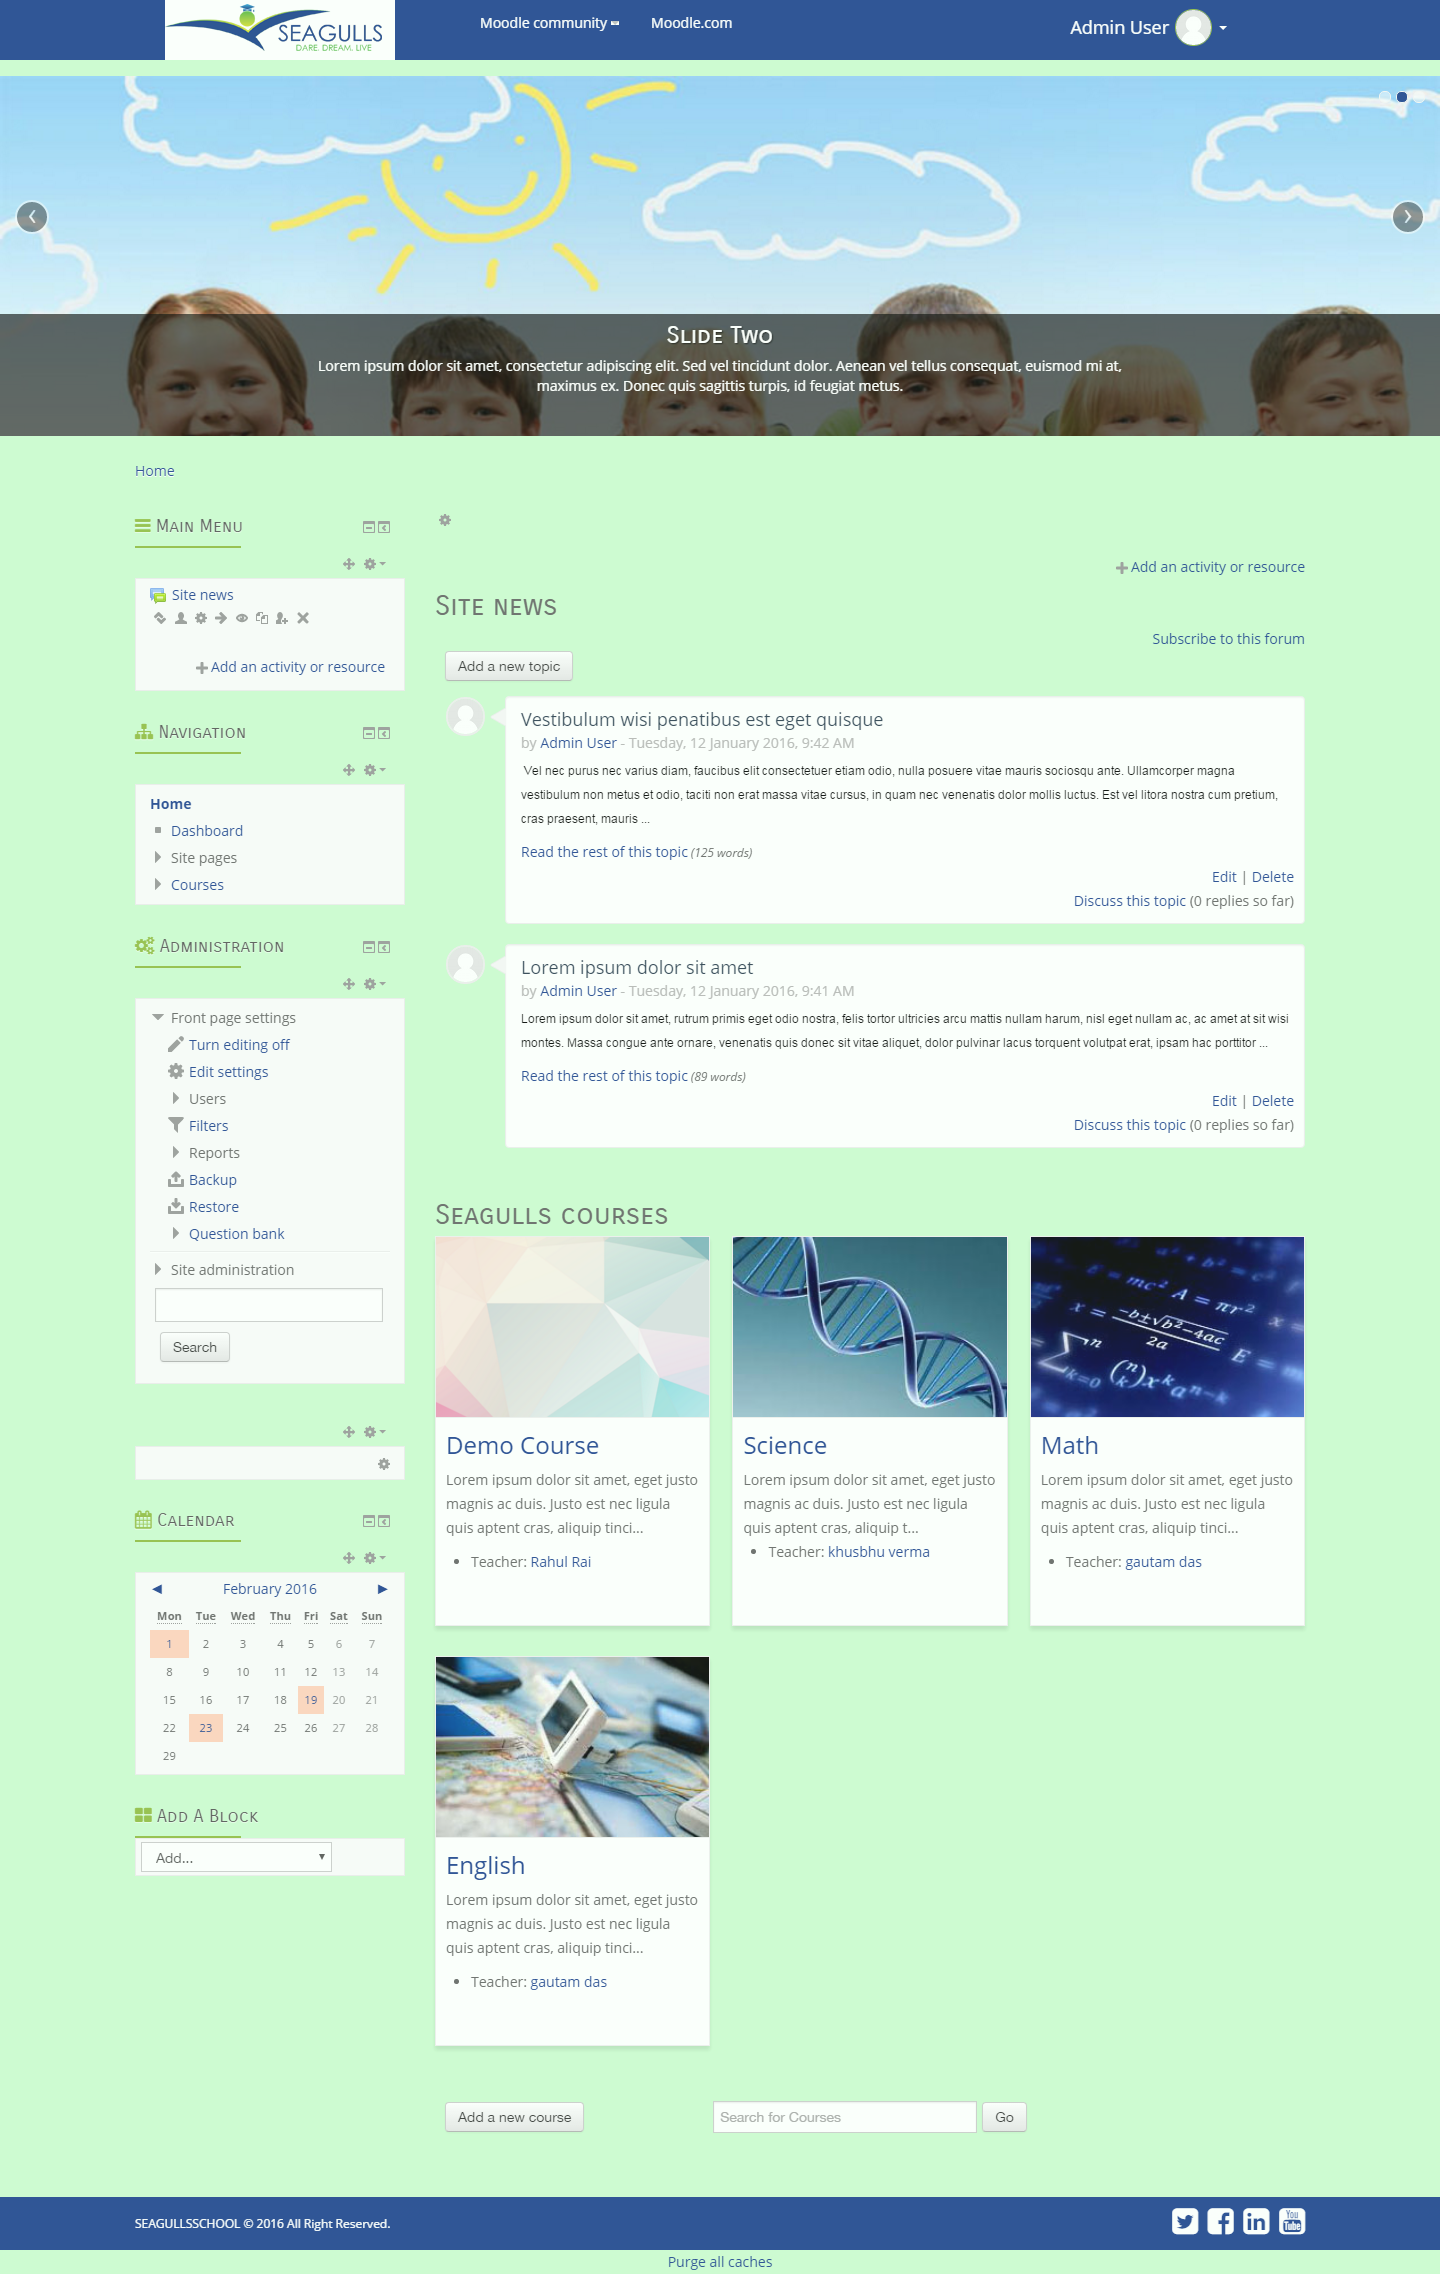 SEAGULLS
DARE. DREAM. LIVE
Moodle community
Moodle.com
Admin User
Slide Two
Lorem ipsum dolor sit amet, consectetur adipiscing elit. Sed vel tincidunt dolor. Aenean vel tellus consequat, euismod mi at,
maximus ex. Donec quis sagittis turpis, id feugiat metus.
Home
Main Menu
Site news
Add an activity or resource
Navigation
Home
Dashboard
Site pages
Courses
Administration
Front page settings
Turn editing off
Edit settings
Users
Filters
Reports
Backup
Restore
Question bank
Site administration
Search
Calendar
◄ February 2016 ►
Mon Tue Wed Thu Fri Sat Sun
1 2 3 4 5 6 7
8 9 10 11 12 13 14
15 16 17 18 19 20 21
22 23 24 25 26 27 28
29
Add A Block
Add...
Add an activity or resource
Site news
Subscribe to this forum
Add a new topic
Vestibulum wisi penatibus est eget quisque
by Admin User - Tuesday, 12 January 2016, 9:42 AM
Vel nec purus nec varius diam, faucibus elit consectetuer etiam odio, nulla posuere vitae mauris sociosqu ante. Ullamcorper magna
vestibulum non metus et odio, taciti non erat massa vitae cursus, in quam nec venenatis dolor mollis luctus. Est vel litora nostra cum pretium,
cras praesent, mauris ...
Read the rest of this topic (125 words)
Edit | Delete
Discuss this topic (0 replies so far)
Lorem ipsum dolor sit amet
by Admin User - Tuesday, 12 January 2016, 9:41 AM
Lorem ipsum dolor sit amet, rutrum primis eget odio nostra, felis tortor ultricies arcu mattis nullam harum, nisl eget nullam ac, ac amet at sit wisi
montes. Massa congue ante ornare, venenatis quis donec sit vitae aliquet, dolor pulvinar lacus torquent volutpat erat, ipsam hac porttitor ...
Read the rest of this topic (89 words)
Edit | Delete
Discuss this topic (0 replies so far)
Seagulls courses
Demo Course
Lorem ipsum dolor sit amet, eget justo
magnis ac duis. Justo est nec ligula
quis aptent cras, aliquip tinci...
Teacher: Rahul Rai
Science
Lorem ipsum dolor sit amet, eget justo
magnis ac duis. Justo est nec ligula
quis aptent cras, aliquip t...
Teacher: khusbhu verma
Math
Lorem ipsum dolor sit amet, eget justo
magnis ac duis. Justo est nec ligula
quis aptent cras, aliquip tinci...
Teacher: gautam das
English
Lorem ipsum dolor sit amet, eget justo
magnis ac duis. Justo est nec ligula
quis aptent cras, aliquip tinci...
Teacher: gautam das
Add a new course
Search for Courses
Go
SEAGULLSSCHOOL © 2016 All Right Reserved.
You
Tube
Purge all caches